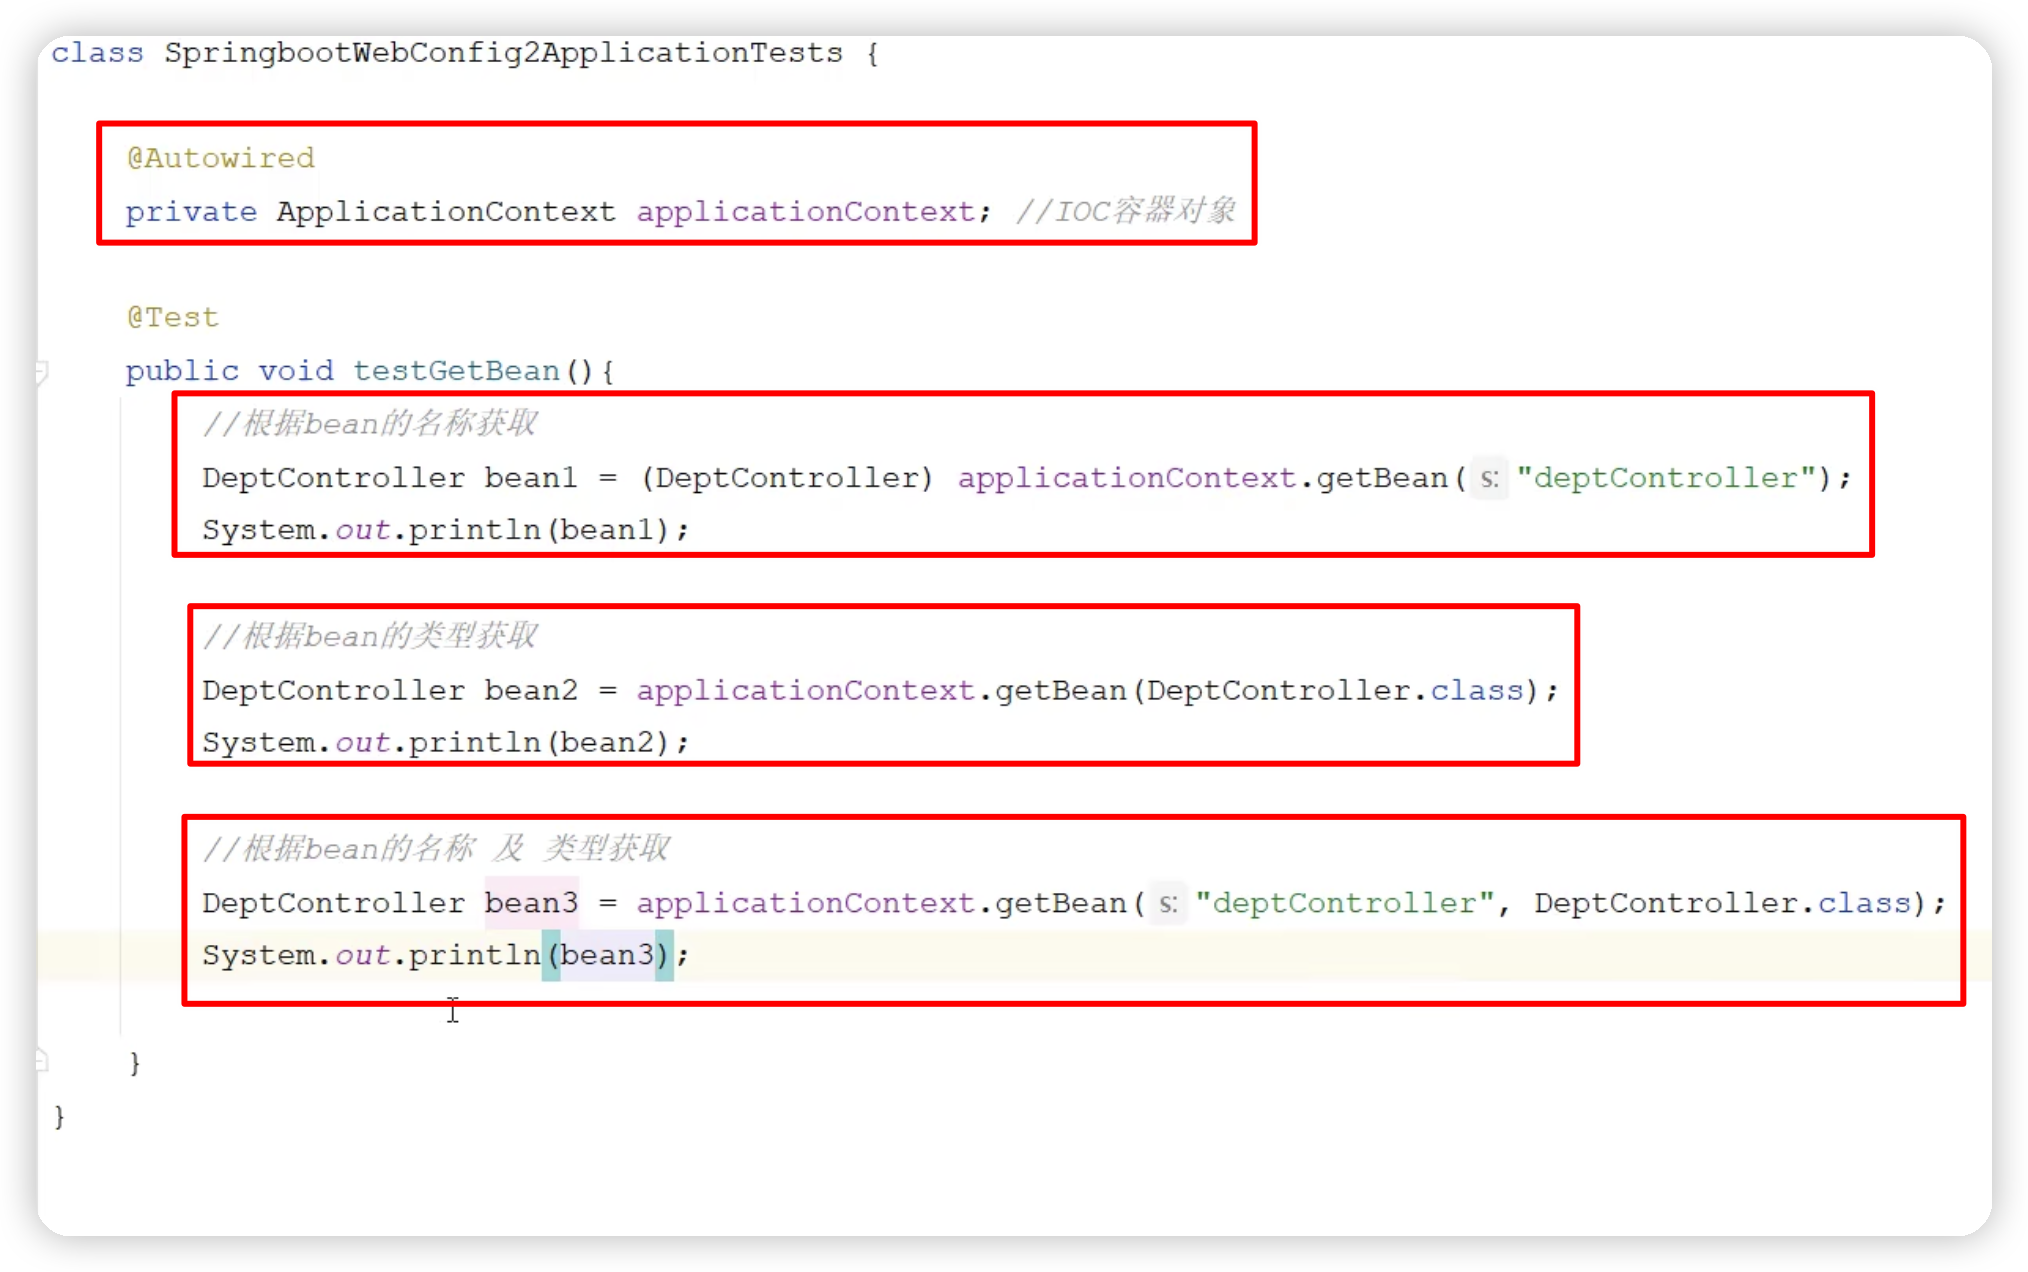 class SpringbootWebConfig2ApplicationTests {
@Autowired
private ApplicationContext applicationContext; //IOC容器对象
@Test
public void testGetBean(){
//根据bean的名称获取
DeptController bean1 = (DeptController) applicationContext.getBean( s: "deptController");
System.out.println(bean1);
//根据bean的类型获取
DeptController bean2 = applicationContext.getBean(DeptController.class);
System.out.println(bean2);
//根据bean的名称 及 类型获取
DeptController bean3 = applicationContext.getBean( s: "deptController", DeptController.class);
System.out.println(bean3);
}
}